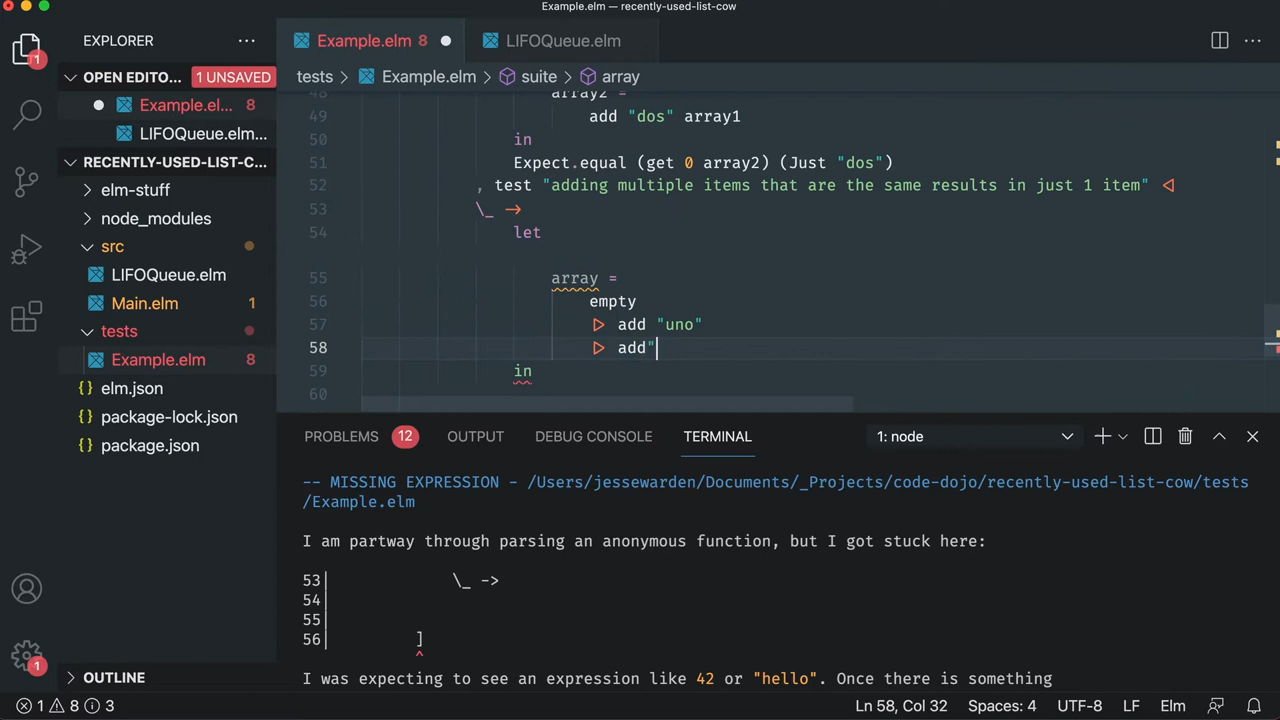 Example.elm — recently-used-list-cow
EXPLORER
Example.elm 8
LIFOQueue.elm
1
OPEN EDITO... 1 UNSAVED
tests > Example.elm > suite > array
Example.el... 8
LIFOQueue.elm...
RECENTLY-USED-LIST-C...
elm-stuff
node_modules
src
LIFOQueue.elm
Main.elm 1
tests
Example.elm 8
elm.json
package-lock.json
package.json
OUTLINE
1
48 array2 =
49 add "dos" array1
50 in
51 Expect.equal (get 0 array2) (Just "dos")
52 , test "adding multiple items that are the same results in just 1 item" <|
53 \_ ->
54 let
55 array =
56 empty
57 |> add "uno"
58 |> add"
59 in
60
PROBLEMS 12 OUTPUT DEBUG CONSOLE TERMINAL 1: node
-- MISSING EXPRESSION - /Users/jessewarden/Documents/_Projects/code-dojo/recently-used-list-cow/tests
/Example.elm
I am partway through parsing an anonymous function, but I got stuck here:
53| \_ ->
54|
55|
56| ]
^
I was expecting to see an expression like 42 or "hello". Once there is something
1 8 3 Ln 58, Col 32 Spaces: 4 UTF-8 LF Elm